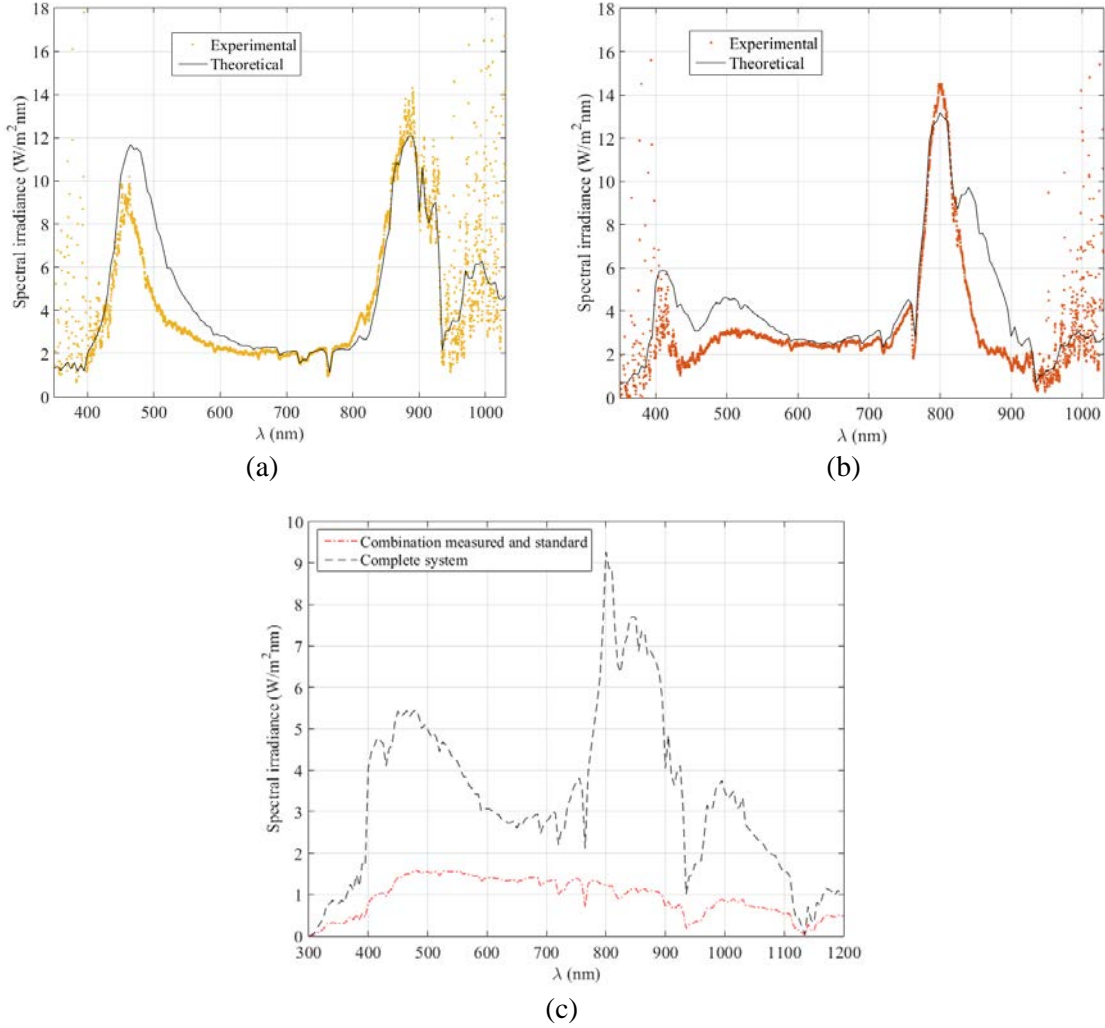 18
16
14
12
10
8
6
4
2
0
Spectral irradiance (W/m²nm)
Experimental
Theoretical
400 500 600 700 800 900 1000
λ (nm)
(a)
18
16
14
12
10
8
6
4
2
0
Spectral irradiance (W/m²nm)
Experimental
Theoretical
400 500 600 700 800 900 1000
λ (nm)
(b)
10
9
8
7
6
5
4
3
2
1
0
Spectral irradiance (W/m²nm)
Combination measured and standard
Complete system
300 400 500 600 700 800 900 1000 1100 1200
λ (nm)
(c)